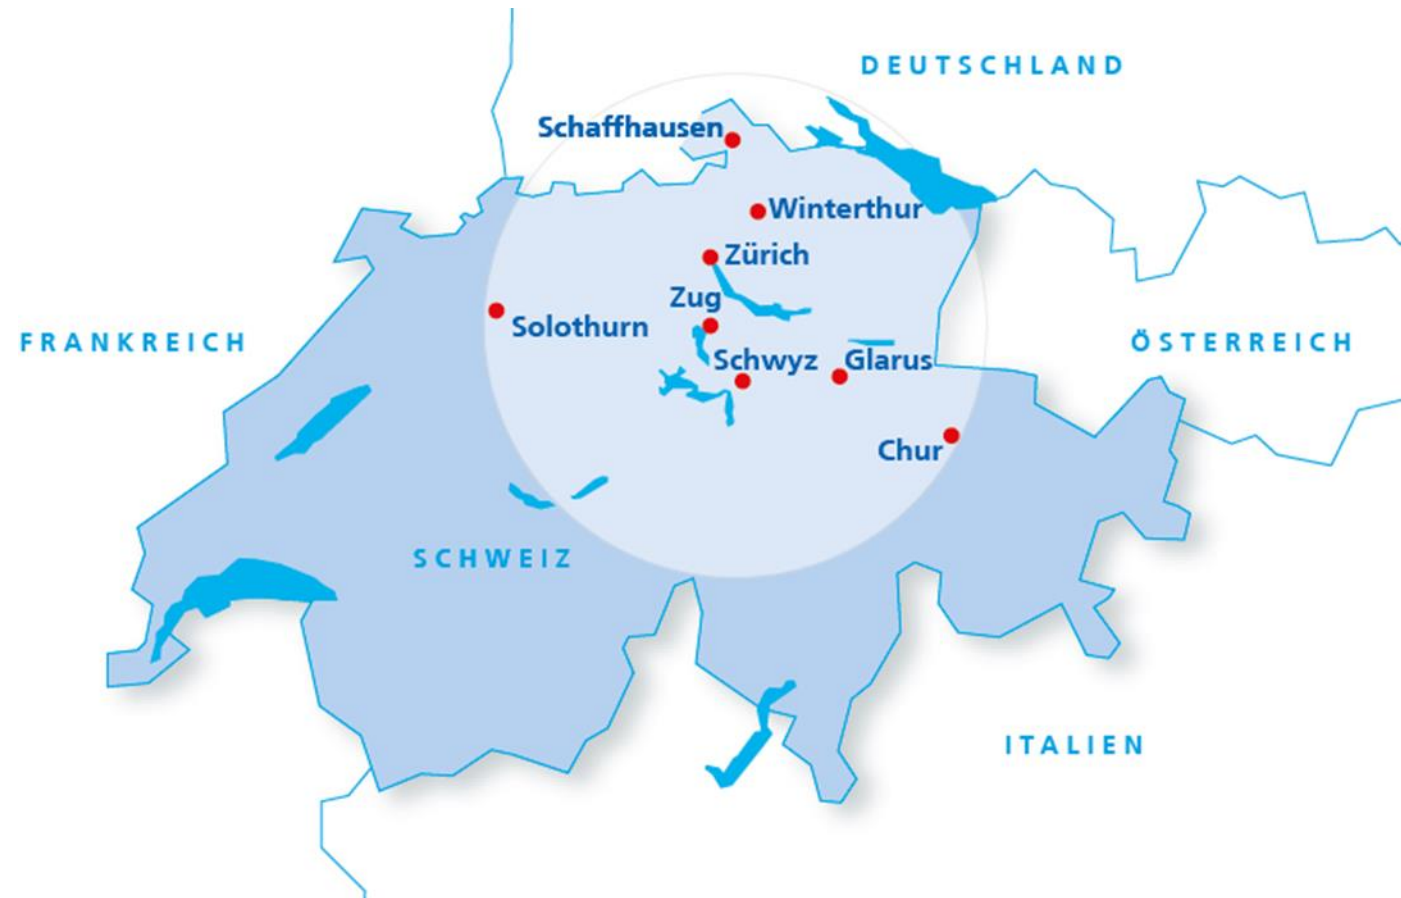 DEUTSCHLAND
Schaffhausen
Winterthur
Zürich
Zug
Solothurn
FRANKREICH
ÖSTERREICH
Schwyz
Glarus
Chur
SCHWEIZ
ITALIEN